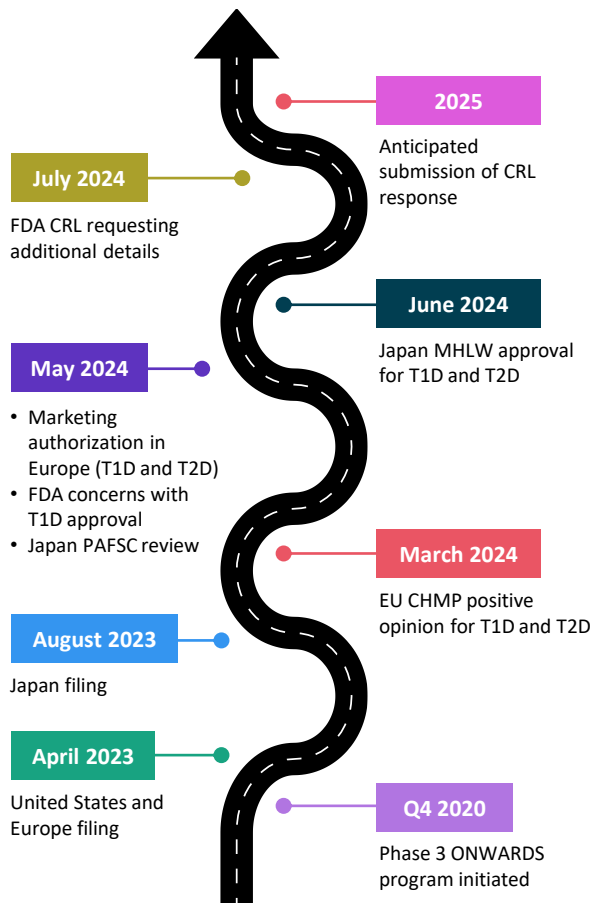 2025
Anticipated
submission of CRL
response
July 2024
FDA CRL requesting
additional details
June 2024
Japan MHLW approval
for T1D and T2D
May 2024
• Marketing
authorization in
Europe (T1D and T2D)
• FDA concerns with
T1D approval
• Japan PAFSC review
March 2024
EU CHMP positive
opinion for T1D and T2D
August 2023
Japan filing
April 2023
United States and
Europe filing
Q4 2020
Phase 3 ONWARDS
program initiated